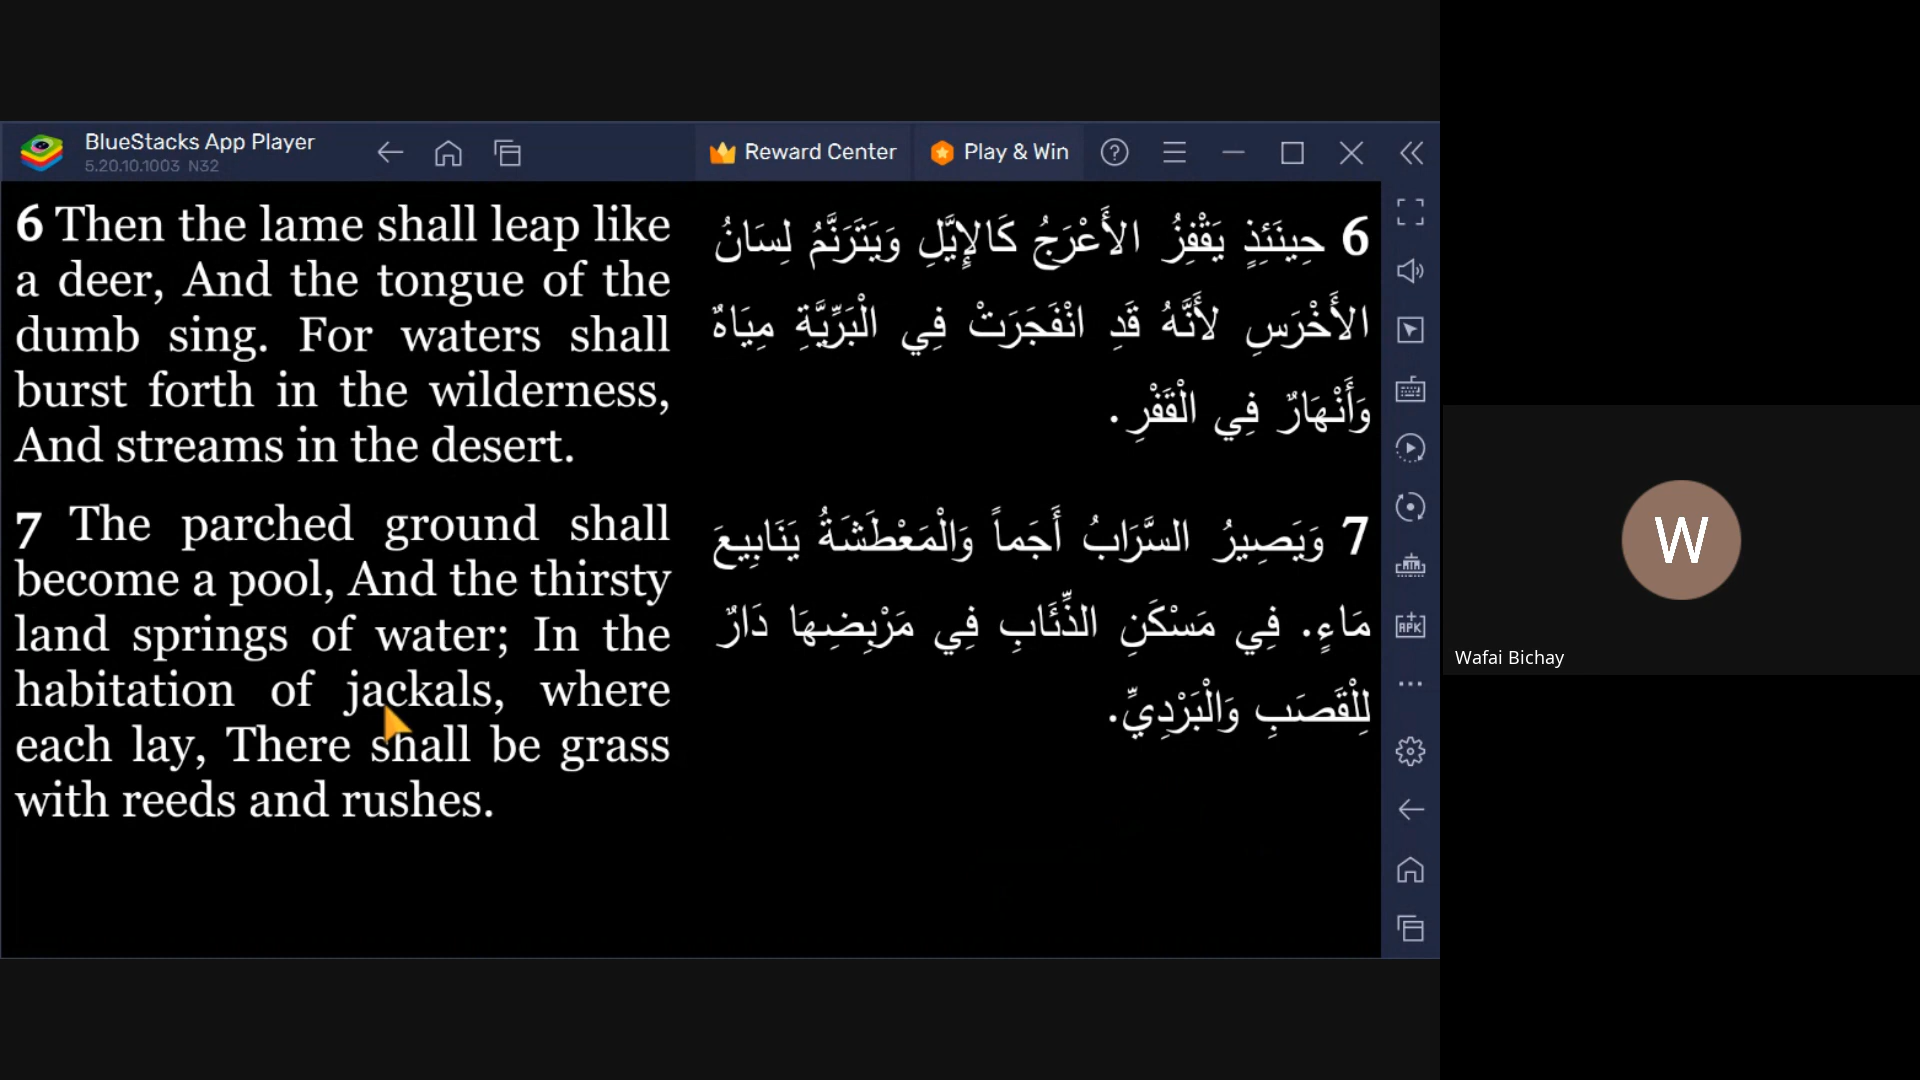 BlueStacks App Player
5.20.10.1003 N32
Reward Center
Play & Win
6 Then the lame shall leap like
a deer, And the tongue of the
dumb sing. For waters shall
burst forth in the wilderness,
And streams in the desert.
7 The parched ground shall
become a pool, And the thirsty
land springs of water; In the
habitation of jackals, where
each lay, There shall be grass
with reeds and rushes.
6 حِينَئِذٍ يَقْفِزُ الأَعْرَجُ كَالإِيَّلِ وَيَتَرَنَّمُ لِسَانُ
الأَخْرَسِ لأَنَّهُ قَدِ انْفَجَرَتْ فِي الْبَرِّيَّةِ مِيَاهٌ
وَأَنْهَارٌ فِي الْقَفْرِ.
7 وَيَصِيرُ السَّرَابُ أَجَماً وَالْمَعْطَشَةُ يَنَابِيعَ
مَاءٍ. فِي مَسْكَنِ الذِّئَابِ فِي مَرْبِضِهَا دَارٌ
لِلْقَصَبِ وَالْبَرْدِيِّ.
APK
W
Wafai Bichay